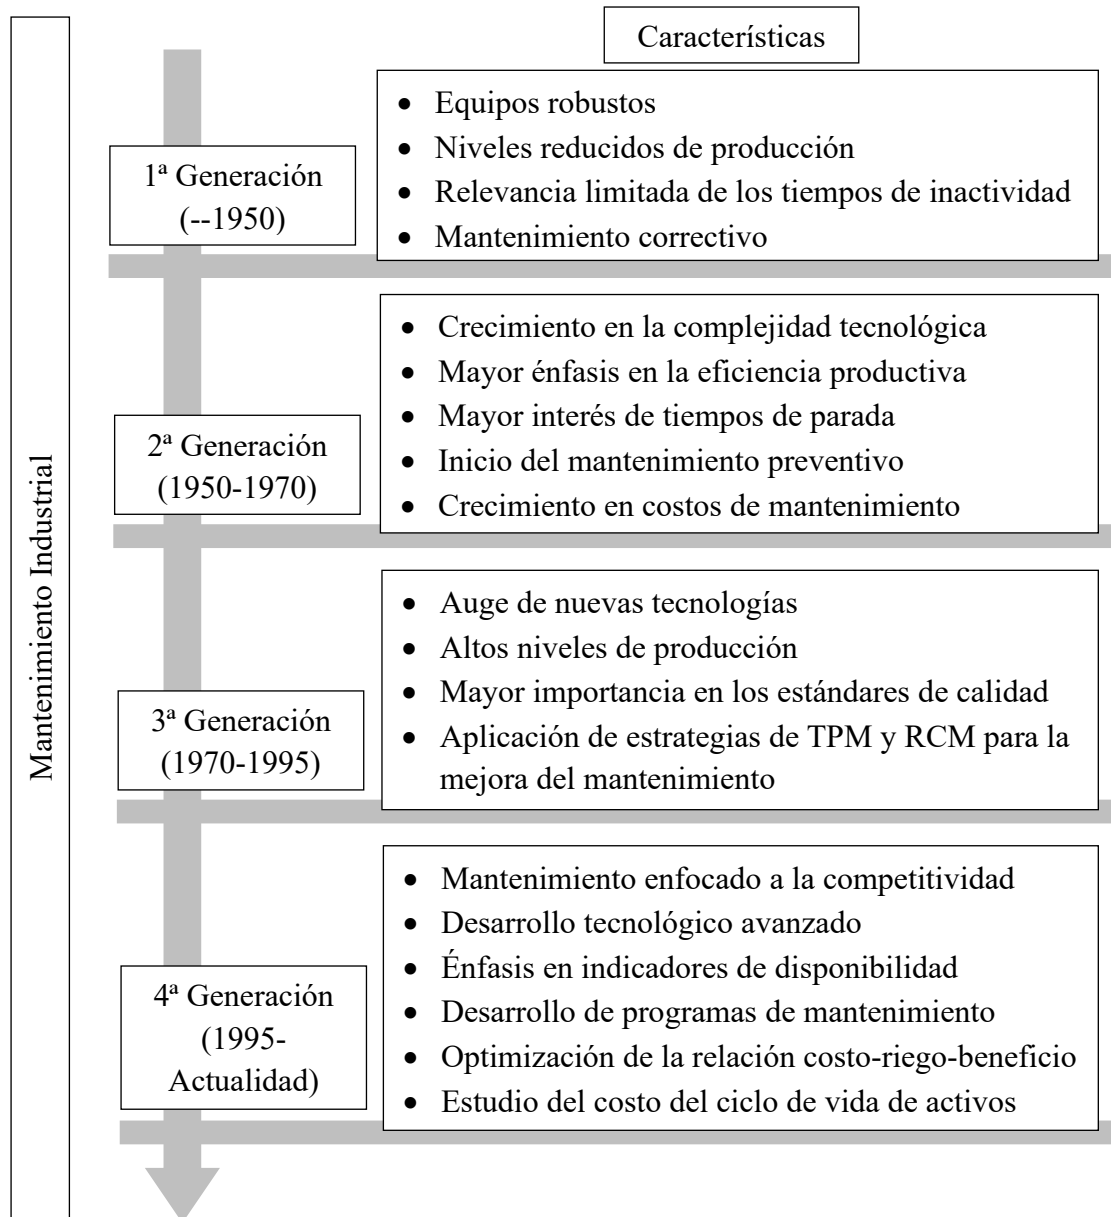 Mantenimiento Industrial
Características
1ª Generación
(--1950)
• Equipos robustos
• Niveles reducidos de producción
• Relevancia limitada de los tiempos de inactividad
• Mantenimiento correctivo
2ª Generación
(1950-1970)
• Crecimiento en la complejidad tecnológica
• Mayor énfasis en la eficiencia productiva
• Mayor interés de tiempos de parada
• Inicio del mantenimiento preventivo
• Crecimiento en costos de mantenimiento
3ª Generación
(1970-1995)
• Auge de nuevas tecnologías
• Altos niveles de producción
• Mayor importancia en los estándares de calidad
• Aplicación de estrategias de TPM y RCM para la
mejora del mantenimiento
4ª Generación
(1995-
Actualidad)
• Mantenimiento enfocado a la competitividad
• Desarrollo tecnológico avanzado
• Énfasis en indicadores de disponibilidad
• Desarrollo de programas de mantenimiento
• Optimización de la relación costo-riego-beneficio
• Estudio del costo del ciclo de vida de activos